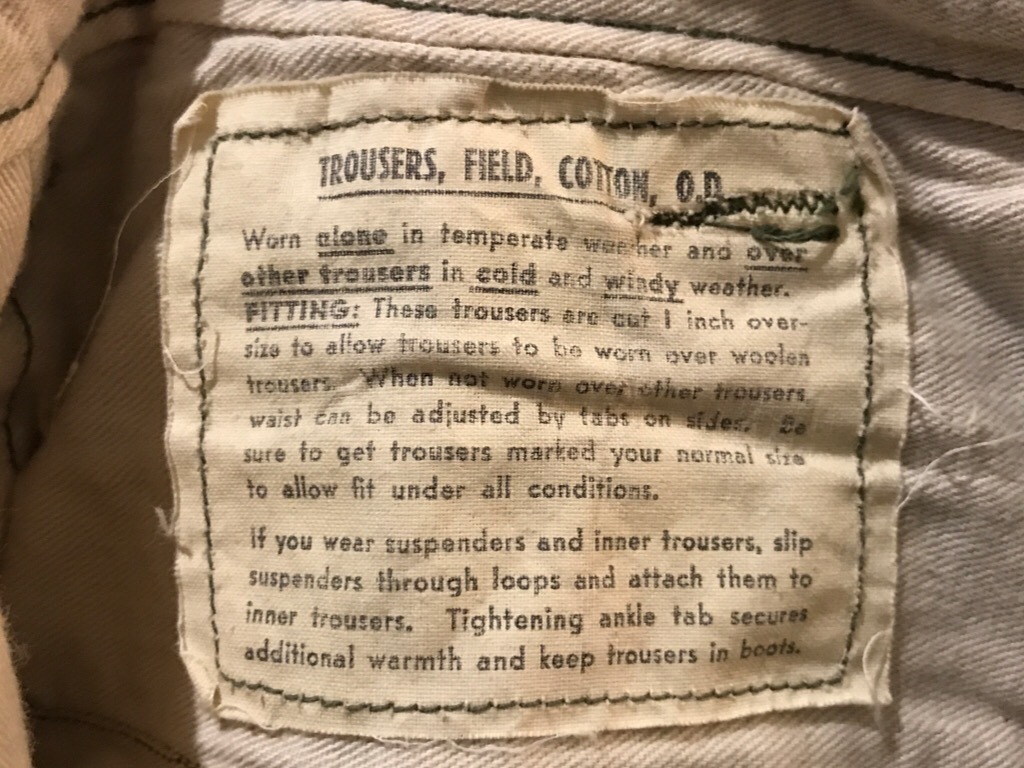 TROUSERS, FIELD, COTTON, O.D.
Worn alone in temperate weather and over
other trousers in cold and windy weather.
FITTING: These trousers are cut 1 inch over-
size to allow trousers to be worn over woolen
trousers. When not worn over other trousers
waist can be adjusted by tabs on sides. Be
sure to get trousers marked your normal size
to allow fit under all conditions.
If you wear suspenders and inner trousers, slip
suspenders through loops and attach them to
inner trousers. Tightening ankle tab secures
additional warmth and keep trousers in boots.